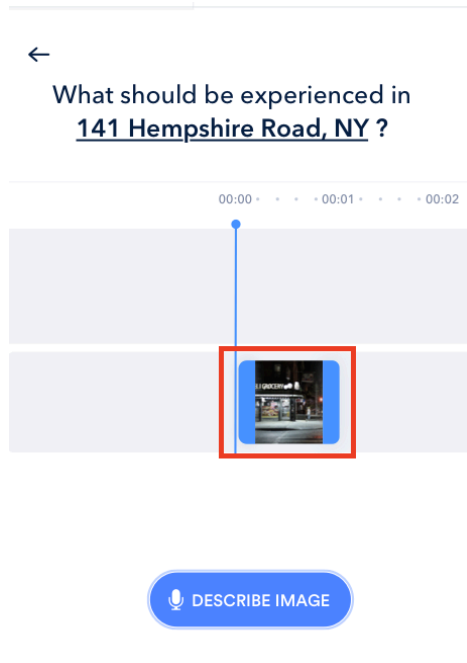 What should be experienced in
141 Hempshire Road, NY ?
00:00 00:01 00:02
DESCRIBE IMAGE